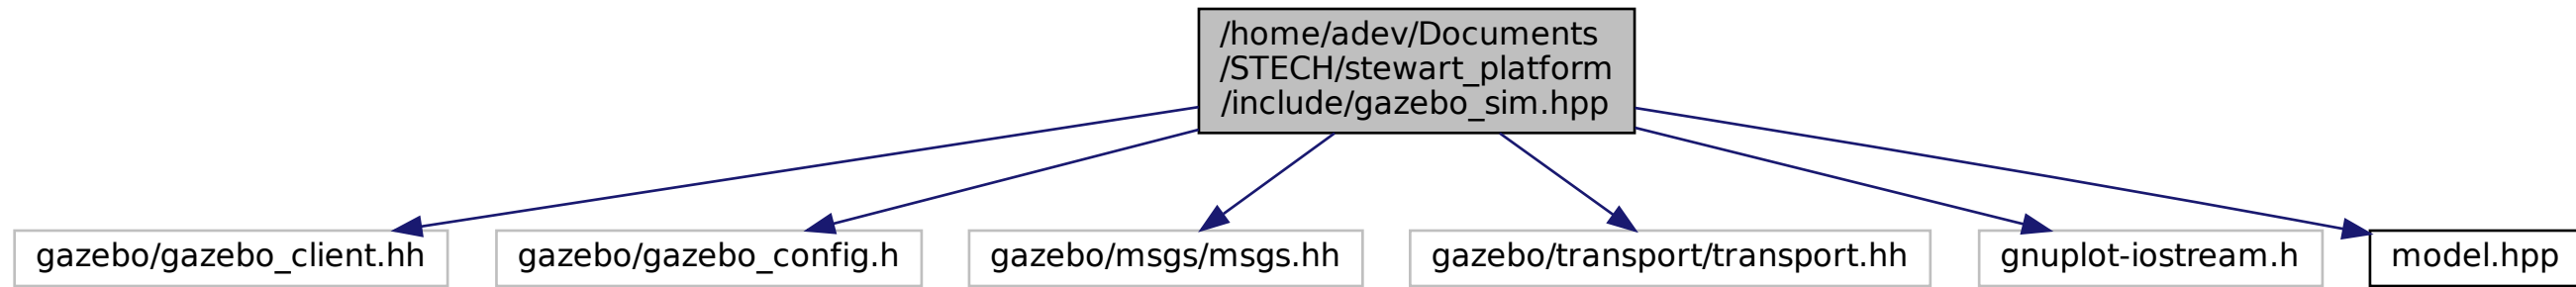 /home/adev/Documents
/STECH/stewart_platform
/include/gazebo_sim.hpp
gazebo/gazebo_client.hh
gazebo/gazebo_config.h
gazebo/msgs/msgs.hh
gazebo/transport/transport.hh
gnuplot-iostream.h
model.hpp